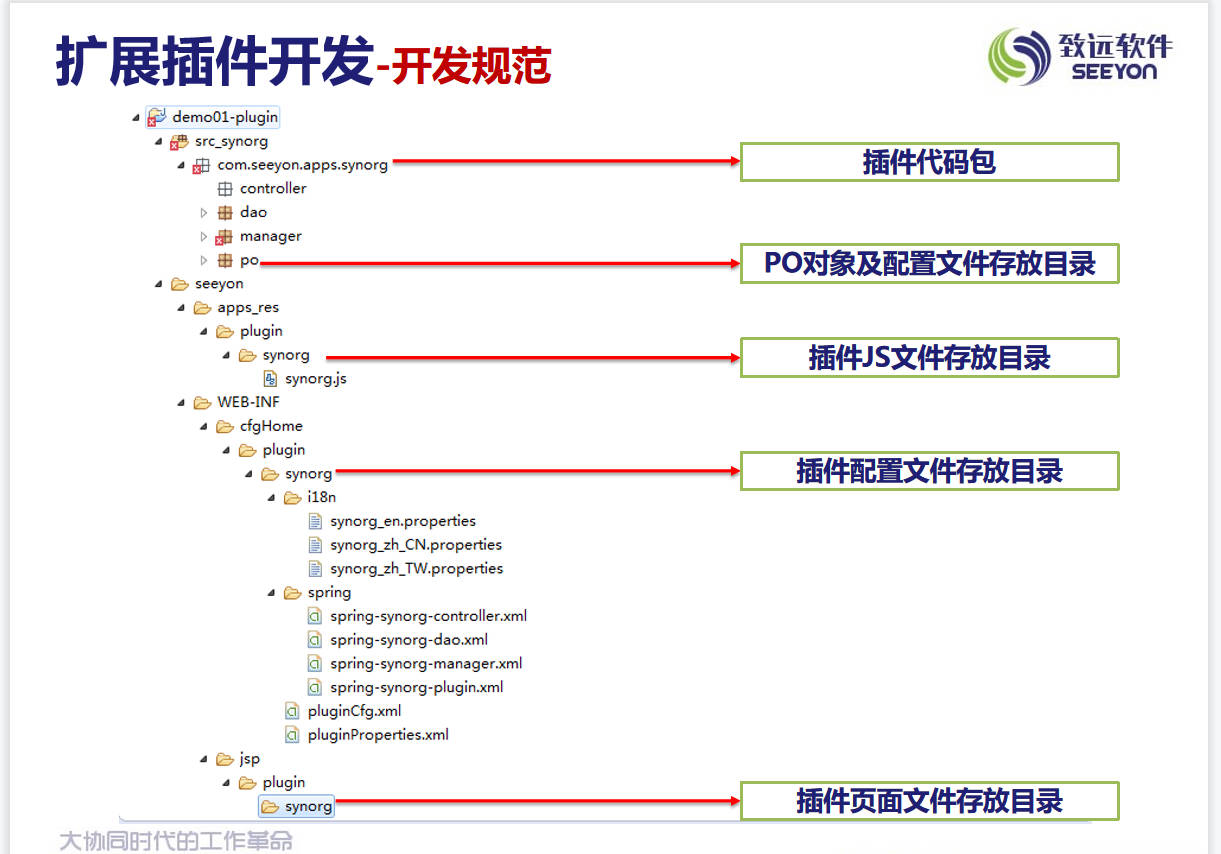 扩展插件开发-开发规范
致远软件
SEEYON
demo01-plugin
src_synorg
com.seeyon.apps.synorg
插件代码包
controller
dao
manager
po
PO对象及配置文件存放目录
seeyon
apps_res
plugin
synorg
插件JS文件存放目录
synorg.js
WEB-INF
cfgHome
plugin
synorg
插件配置文件存放目录
i18n
synorg_en.properties
synorg_zh_CN.properties
synorg_zh_TW.properties
spring
spring-synorg-controller.xml
spring-synorg-dao.xml
spring-synorg-manager.xml
spring-synorg-plugin.xml
pluginCfg.xml
pluginProperties.xml
jsp
plugin
synorg
插件页面文件存放目录
大协同时代的工作革命